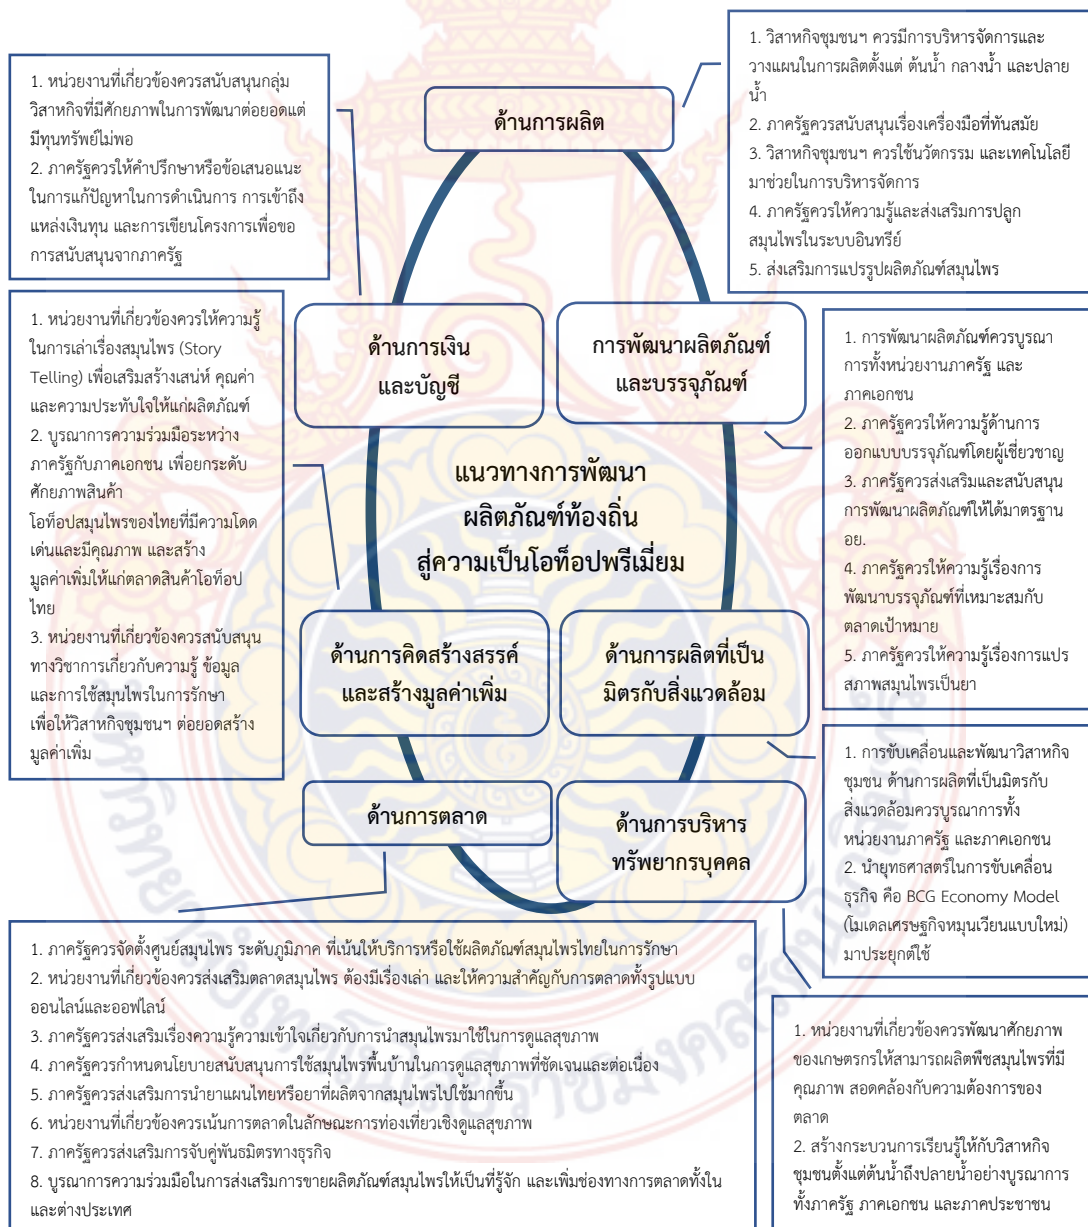 ด้านการผลิต
1. วิสาหกิจชุมชนฯ ควรมีการบริหารจัดการและ
วางแผนในการผลิตตั้งแต่ ต้นน้ำ กลางน้ำ และปลาย
น้ำ
2. ภาครัฐควรสนับสนุนเรื่องเครื่องมือที่ทันสมัย
3. วิสาหกิจชุมชนฯ ควรใช้นวัตกรรม และเทคโนโลยี
มาช่วยในการบริหารจัดการ
4. ภาครัฐควรให้ความรู้และส่งเสริมการปลูก
สมุนไพรในระบบอินทรีย์
5. ส่งเสริมการแปรรูปผลิตภัณฑ์สมุนไพร
1. หน่วยงานที่เกี่ยวข้องควรสนับสนุนกลุ่ม
วิสาหกิจที่มีศักยภาพในการพัฒนาต่อยอดแต่
มีทุนทรัพย์ไม่พอ
2. ภาครัฐควรให้คำปรึกษาหรือข้อเสนอแนะ
ในการแก้ปัญหาในการดำเนินการ การเข้าถึง
แหล่งเงินทุน และการเขียนโครงการเพื่อขอ
การสนับสนุนจากภาครัฐ
ด้านการเงิน
และบัญชี
การพัฒนาผลิตภัณฑ์
และบรรจุภัณฑ์
1. หน่วยงานที่เกี่ยวข้องควรให้ความรู้
ในการเล่าเรื่องสมุนไพร (Story
Telling) เพื่อเสริมสร้างเสน่ห์ คุณค่า
และความประทับใจให้แก่ผลิตภัณฑ์
2. บูรณาการความร่วมมือระหว่าง
ภาครัฐกับภาคเอกชน เพื่อยกระดับ
ศักยภาพสินค้า
โอท็อปสมุนไพรของไทยที่มีความโดด
เด่นและมีคุณภาพ และสร้าง
มูลค่าเพิ่มให้แก่ตลาดสินค้าโอท็อป
ไทย
3. หน่วยงานที่เกี่ยวข้องควรสนับสนุน
ทางวิชาการเกี่ยวกับความรู้ ข้อมูล
และการใช้สมุนไพรในการรักษา
เพื่อให้วิสาหกิจชุมชนฯ ต่อยอดสร้าง
มูลค่าเพิ่ม
แนวทางการพัฒนา
ผลิตภัณฑ์ท้องถิ่น
สู่ความเป็นโอท็อปพรีเมี่ยม
1. การพัฒนาผลิตภัณฑ์ควรบูรณา
การทั้งหน่วยงานภาครัฐ และ
ภาคเอกชน
2. ภาครัฐควรให้ความรู้ด้านการ
ออกแบบบรรจุภัณฑ์โดยผู้เชี่ยวชาญ
3. ภาครัฐควรส่งเสริมและสนับสนุน
การพัฒนาผลิตภัณฑ์ให้ได้มาตรฐาน
อย.
4. ภาครัฐควรให้ความรู้เรื่องการ
พัฒนาบรรจุภัณฑ์ที่เหมาะสมกับ
ตลาดเป้าหมาย
5. ภาครัฐควรให้ความรู้เรื่องการแปร
สภาพสมุนไพรเป็นยา
ด้านการคิดสร้างสรรค์
และสร้างมูลค่าเพิ่ม
ด้านการผลิตที่เป็น
มิตรกับสิ่งแวดล้อม
1. การขับเคลื่อนและพัฒนาวิสาหกิจ
ชุมชน ด้านการผลิตที่เป็นมิตรกับ
สิ่งแวดล้อมควรบูรณาการทั้ง
หน่วยงานภาครัฐ และภาคเอกชน
2. นำยุทธศาสตร์ในการขับเคลื่อน
ธุรกิจ คือ BCG Economy Model
(โมเดลเศรษฐกิจหมุนเวียนแบบใหม่)
มาประยุกต์ใช้
ด้านการตลาด
ด้านการบริหาร
ทรัพยากรบุคคล
1. ภาครัฐควรจัดตั้งศูนย์สมุนไพร ระดับภูมิภาค ที่เน้นให้บริการหรือใช้ผลิตภัณฑ์สมุนไพรไทยในการรักษา
2. หน่วยงานที่เกี่ยวข้องควรส่งเสริมตลาดสมุนไพร ต้องมีเรื่องเล่า และให้ความสำคัญกับการตลาดทั้งรูปแบบ
ออนไลน์และออฟไลน์
3. ภาครัฐควรส่งเสริมเรื่องความรู้ความเข้าใจเกี่ยวกับการนำสมุนไพรมาใช้ในการดูแลสุขภาพ
4. ภาครัฐควรกำหนดนโยบายสนับสนุนการใช้สมุนไพรพื้นบ้านในการดูแลสุขภาพที่ชัดเจนและต่อเนื่อง
5. ภาครัฐควรส่งเสริมการนำยาแผนไทยหรือยาที่ผลิตจากสมุนไพรไปใช้มากขึ้น
6. หน่วยงานที่เกี่ยวข้องควรเน้นการตลาดในลักษณะการท่องเที่ยวเชิงดูแลสุขภาพ
7. ภาครัฐควรส่งเสริมการจับคู่พันธมิตรทางธุรกิจ
8. บูรณาการความร่วมมือในการส่งเสริมการขายผลิตภัณฑ์สมุนไพรให้เป็นที่รู้จัก และเพิ่มช่องทางการตลาดทั้งใน
และต่างประเทศ
1. หน่วยงานที่เกี่ยวข้องควรพัฒนาศักยภาพ
ของเกษตรกรให้สามารถผลิตพืชสมุนไพรที่มี
คุณภาพ สอดคล้องกับความต้องการของ
ตลาด
2. สร้างกระบวนการเรียนรู้ให้กับวิสาหกิจ
ชุมชนตั้งแต่ต้นน้ำถึงปลายน้ำอย่างบูรณาการ
ทั้งภาครัฐ ภาคเอกชน และภาคประชาชน